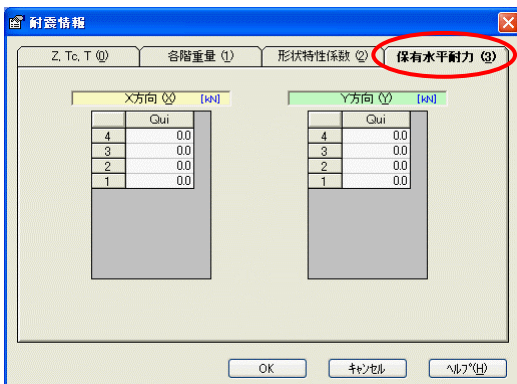 耐震情報
Z, Tc, T (0) 各階重量 (1) 形状特性係数 (2) 保有水平耐力 (3)
X方向 (X) [kN] Y方向 (Y) [kN]
Qui Qui
4 0.0 4 0.0
3 0.0 3 0.0
2 0.0 2 0.0
1 0.0 1 0.0
OK ｷｬﾝｾﾙ ﾍﾙﾌﾟ(H)